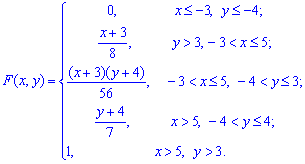 F(x, y) = { 0, x ≤ -3, y ≤ -4;
(x + 3)/8, y > 3, -3 < x ≤ 5;
(x + 3)(y + 4)/56, -3 < x ≤ 5, -4 < y ≤ 3;
(y + 4)/7, x > 5, -4 < y ≤ 4;
1, x > 5, y > 3.